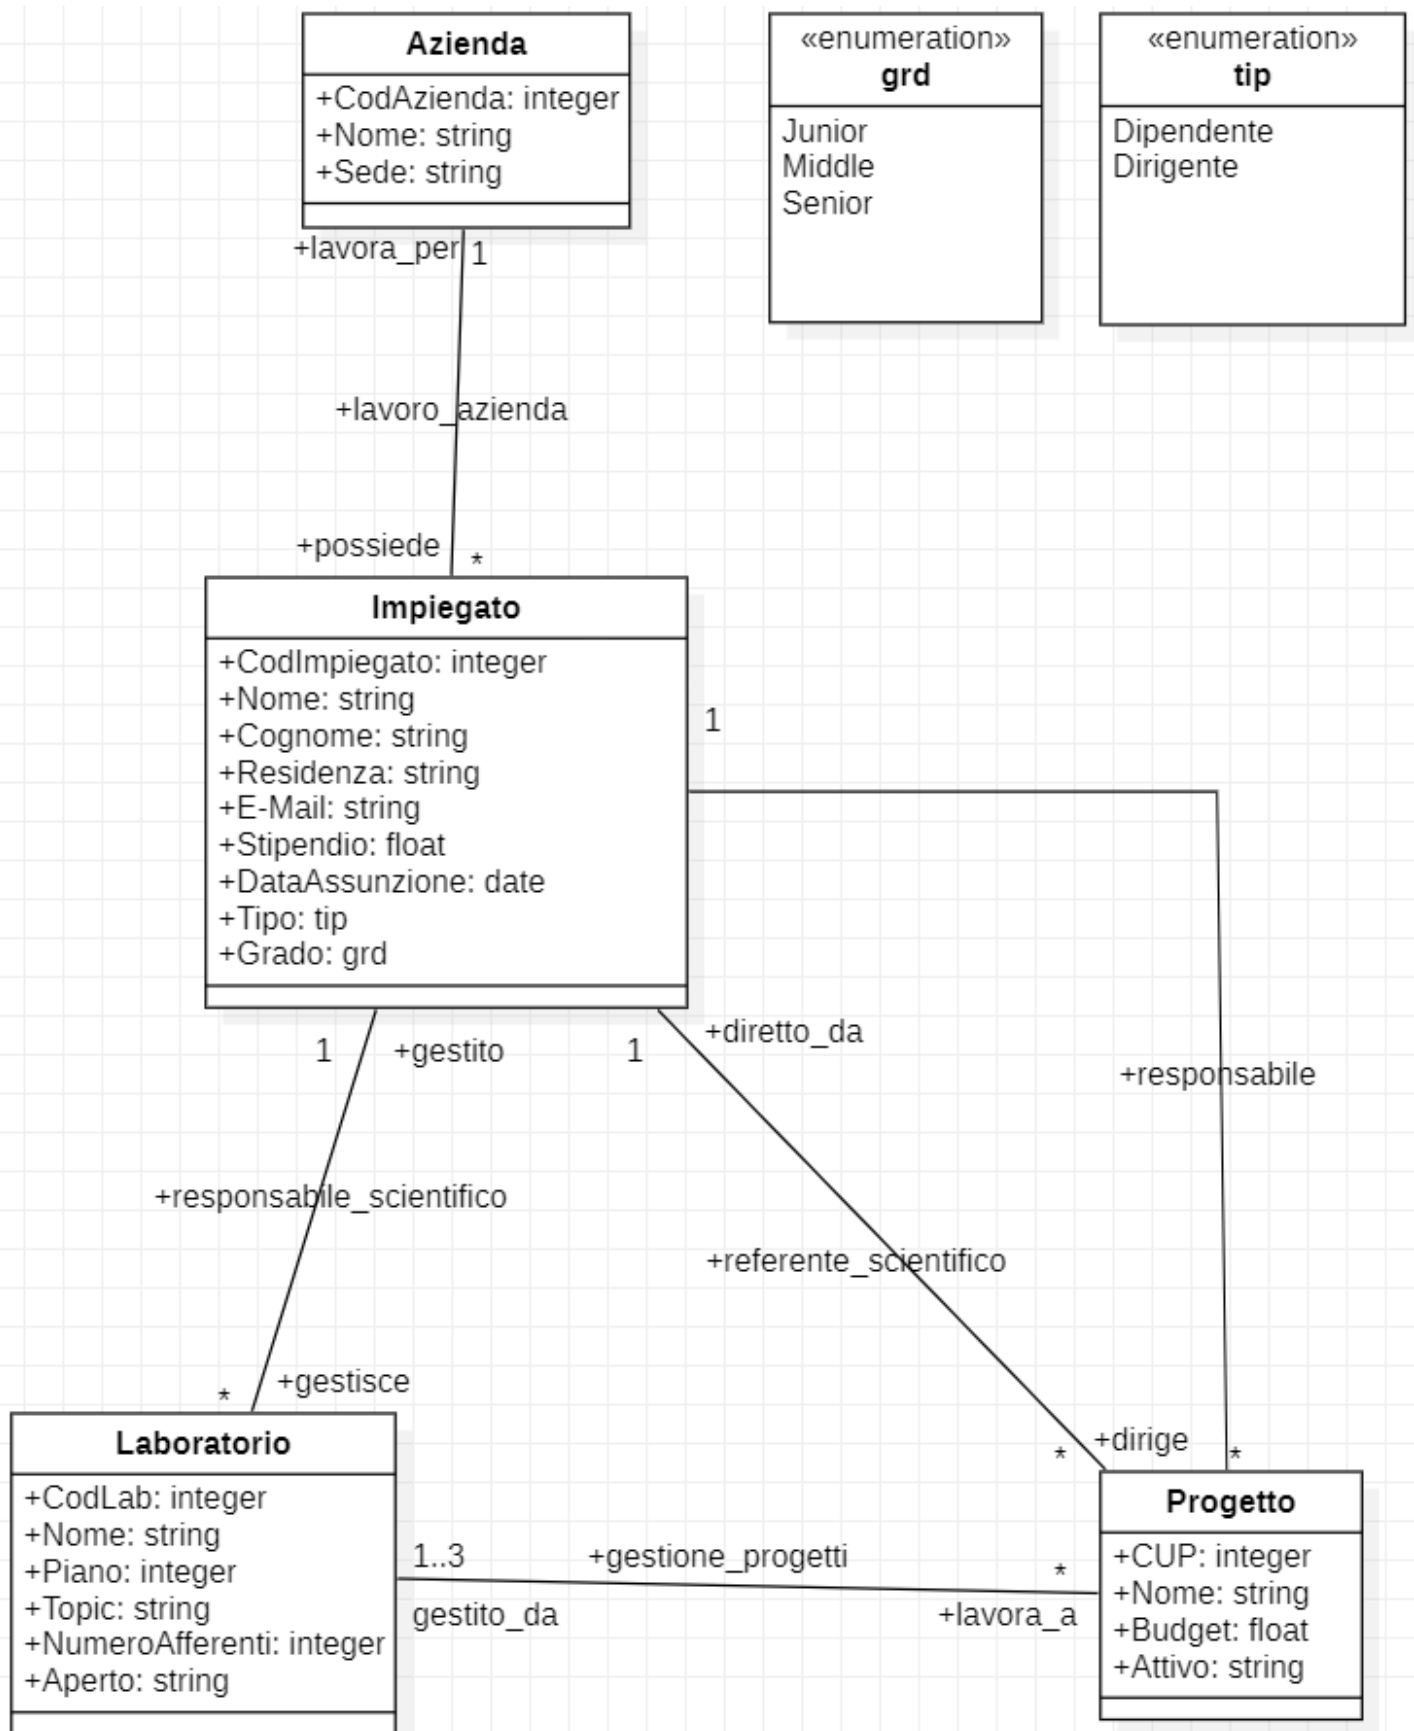 Azienda
+CodAzienda: integer
+Nome: string
+Sede: string
«enumeration»
grd
Junior
Middle
Senior
«enumeration»
tip
Dipendente
Dirigente
+lavora_per
1
+lavoro_azienda
+possiede
*
Impiegato
+CodImpiegato: integer
+Nome: string
+Cognome: string
+Residenza: string
+E-Mail: string
+Stipendio: float
+DataAssunzione: date
+Tipo: tip
+Grado: grd
1
1
+gestito
1
+diretto_da
+responsabile
+responsabile_scientifico
+referente_scientifico
*
+gestisce
*
+dirige
*
Laboratorio
+CodLab: integer
+Nome: string
+Piano: integer
+Topic: string
+NumeroAfferenti: integer
+Aperto: string
1..3
+gestione_progetti
*
gestito_da
+lavora_a
Progetto
+CUP: integer
+Nome: string
+Budget: float
+Attivo: string